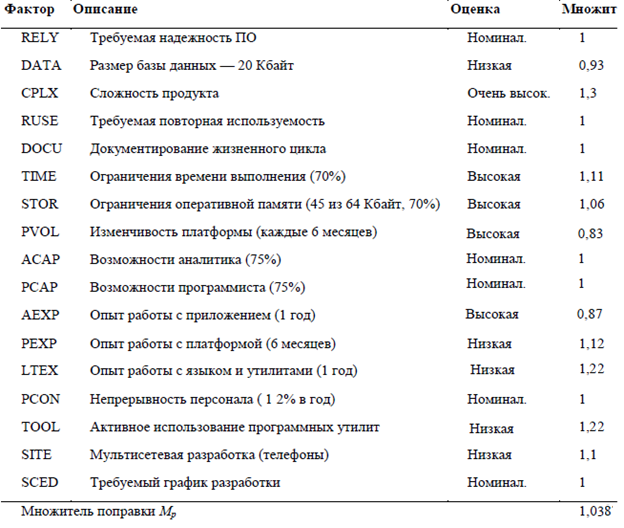 Фактор Описание Оценка Множит
RELY Требуемая надежность ПО Номинал. 1
DATA Размер базы данных — 20 Кбайт Низкая 0,93
CPLX Сложность продукта Очень высок. 1,3
RUSE Требуемая повторная используемость Номинал. 1
DOCU Документирование жизненного цикла Номинал. 1
TIME Ограничения времени выполнения (70%) Высокая 1,11
STOR Ограничения оперативной памяти (45 из 64 Кбайт, 70%) Высокая 1,06
PVOL Изменчивость платформы (каждые 6 месяцев) Высокая 0,83
ACAP Возможности аналитика (75%) Номинал. 1
PCAP Возможности программиста (75%) Номинал. 1
AEXP Опыт работы с приложением (1 год) Высокая 0,87
PEXP Опыт работы с платформой (6 месяцев) Низкая 1,12
LTEX Опыт работы с языком и утилитами (1 год) Низкая 1,22
PCON Непрерывность персонала ( 1 2% в год) Номинал. 1
TOOL Активное использование программных утилит Низкая 1,22
SITE Мультисетевая разработка (телефоны) Низкая 1,1
SCED Требуемый график разработки Номинал. 1
Множитель поправки Mp 1,038